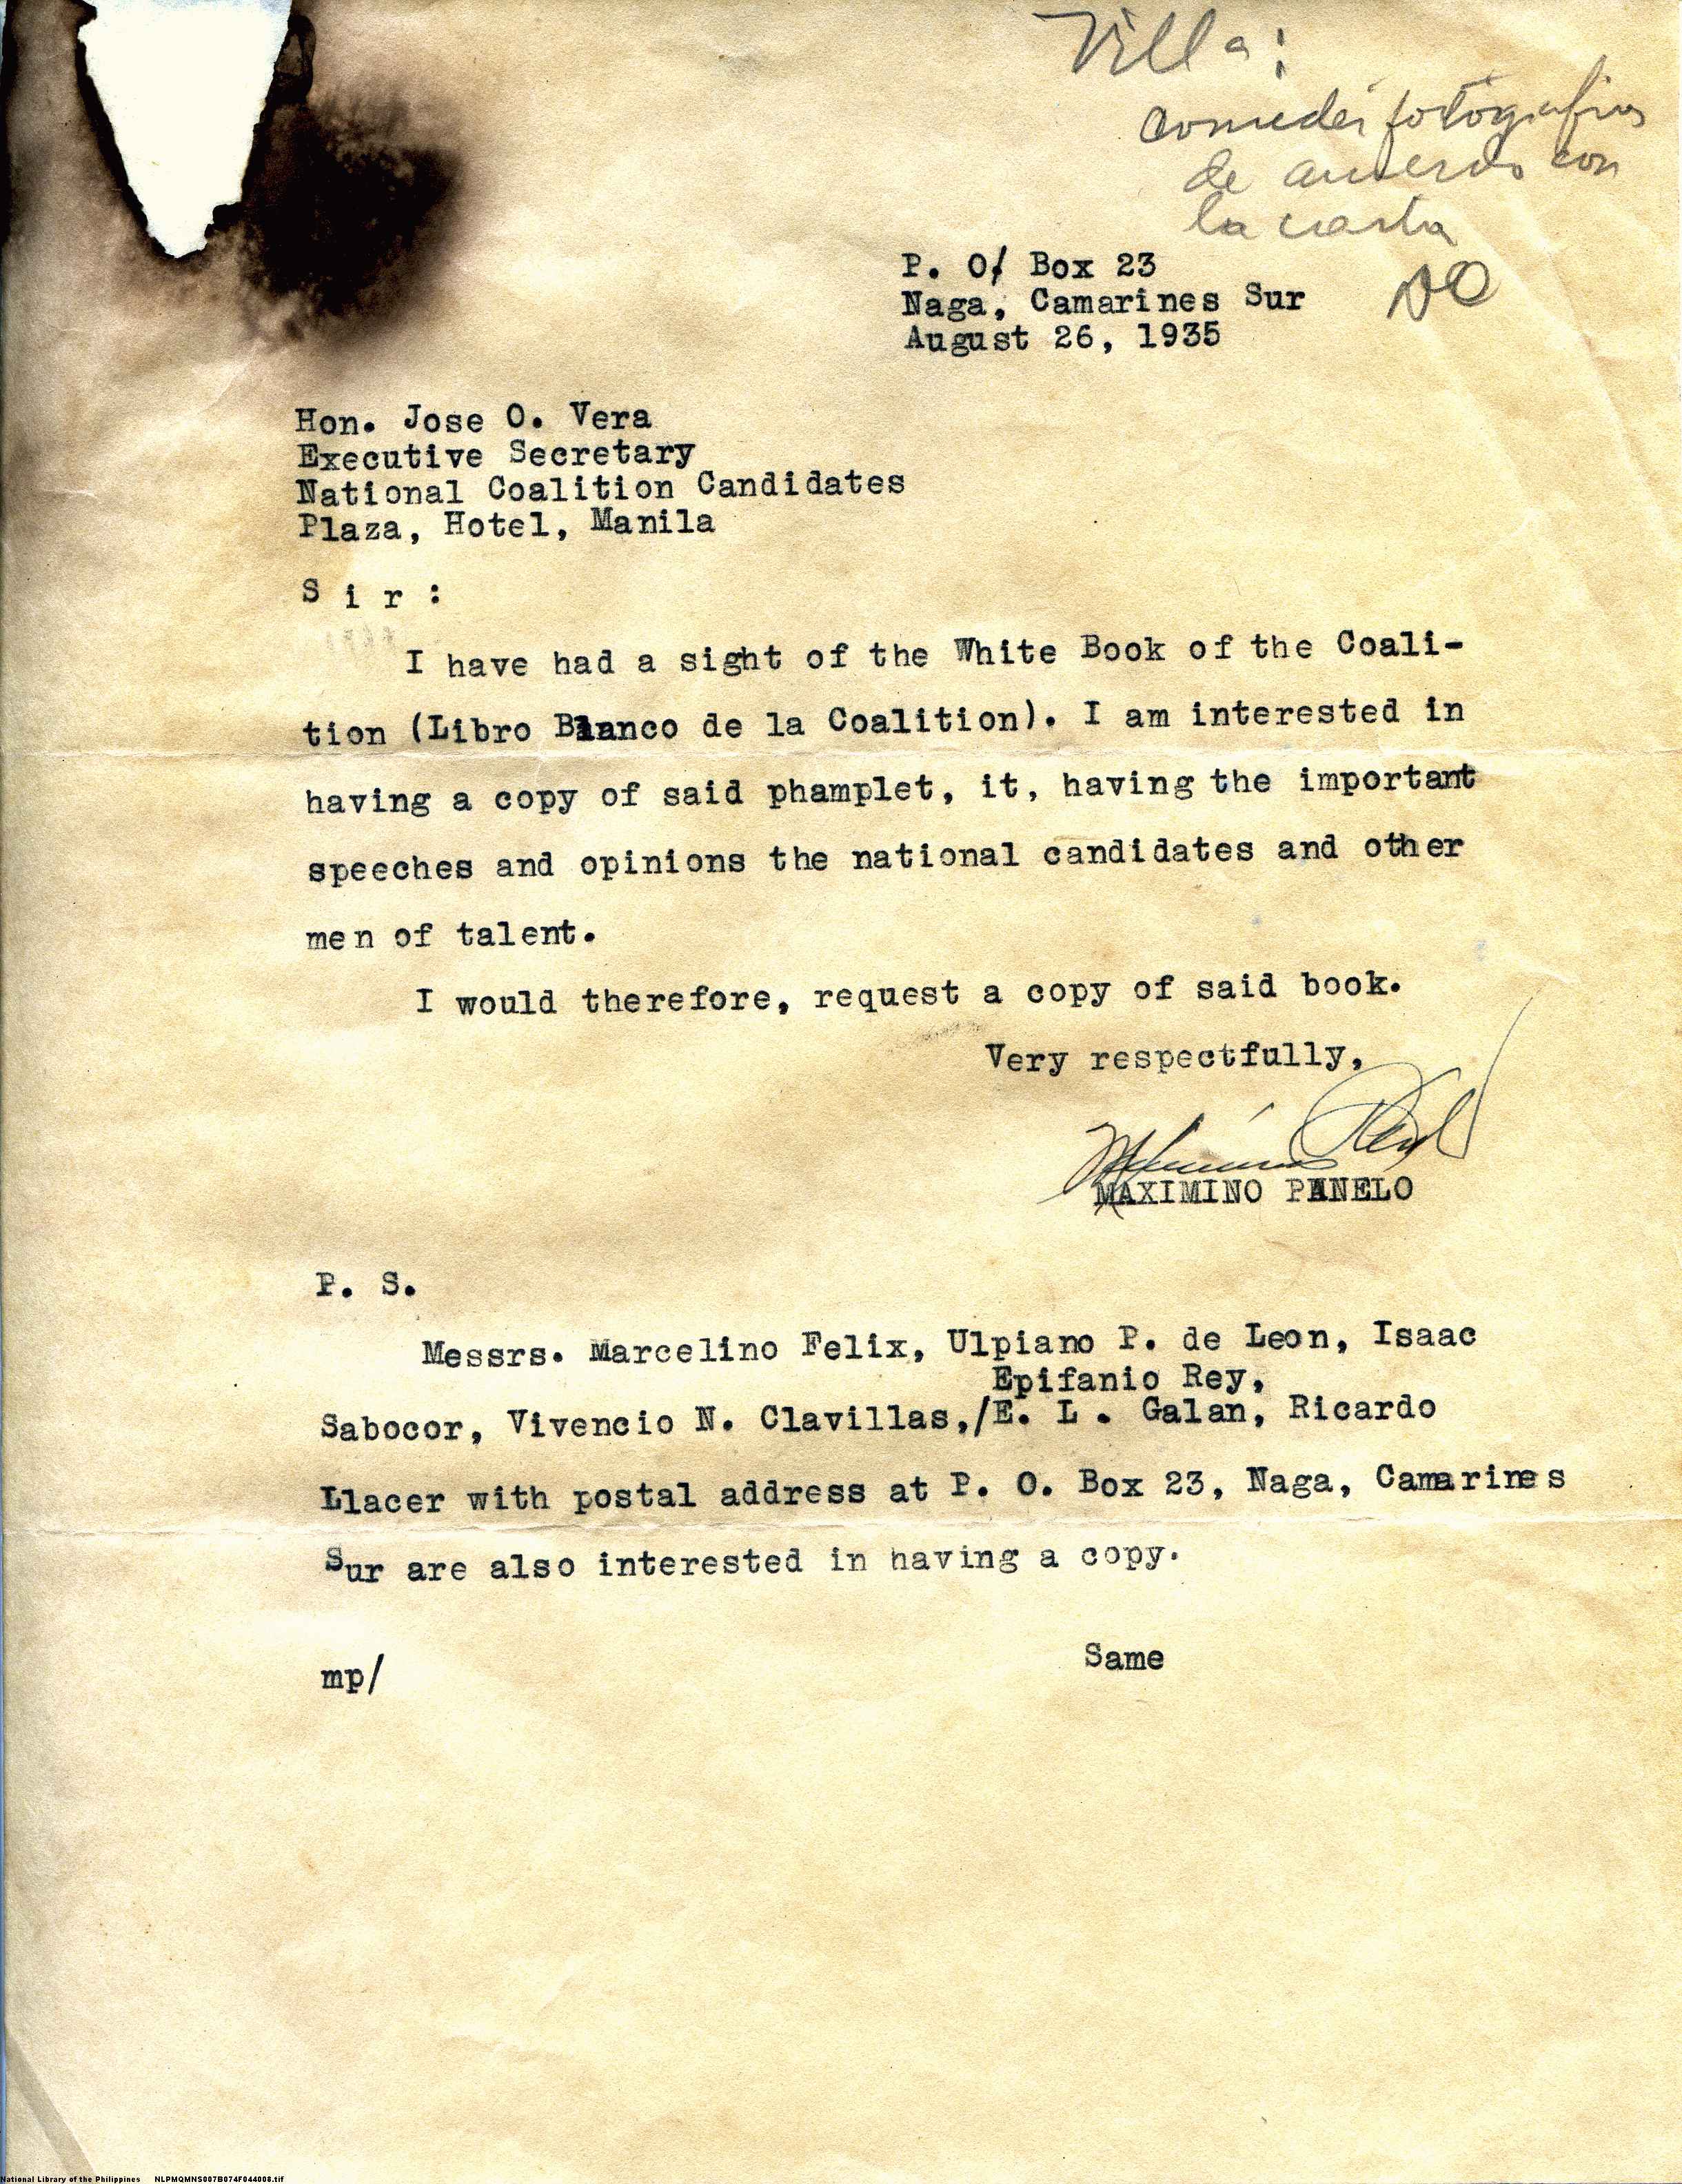 Villa:
fotografias
de acuerdo con
la carta
P. O/ Box 23
Naga, Camarines Sur
August 26, 1935
Hon. Jose O. Vera
Executive Secretary
National Coalition Candidates
Plaza, Hotel, Manila
S i r :
I have had a sight of the White Book of the Coali-
tion (Libro Blanco de la Coalition). I am interested in
having a copy of said phamplet, it, having the important
speeches and opinions the national candidates and other
men of talent.
I would therefore, request a copy of said book.
Very respectfully,
MAXIMINO PANELO
P. S.
Messrs. Marcelino Felix, Ulpiano P. de Leon, Isaac
Epifanio Rey,
Sabocor, Vivencio N. Clavillas,/E. L . Galan, Ricardo
Llacer with postal address at P. O. Box 23, Naga, Camarines
Sur are also interested in having a copy.
Same
mp/
National Library of the Philippines NLPMQMNS007B074F044008.tif